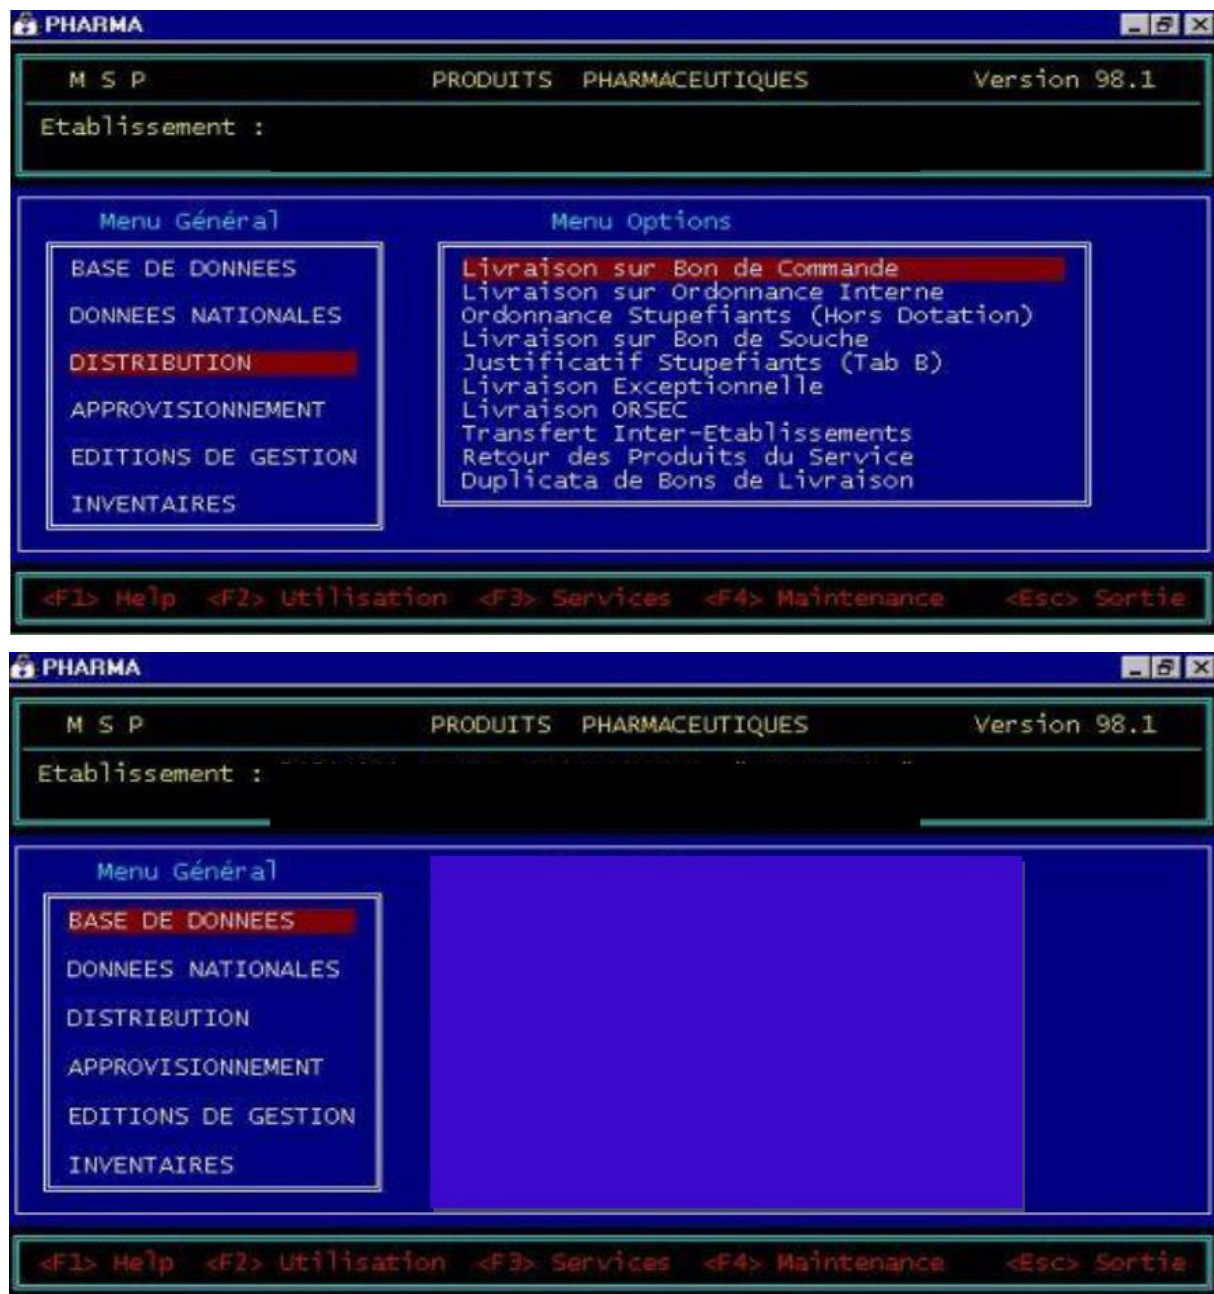 PHARMA
M S P PRODUITS PHARMACEUTIQUES Version 98.1
Etablissement :
Menu Général
BASE DE DONNEES
DONNEES NATIONALES
DISTRIBUTION
APPROVISIONNEMENT
EDITIONS DE GESTION
INVENTAIRES
Menu Options
Livraison sur Bon de Commande
Livraison sur Ordonnance Interne
Ordonnance Stupefiants (Hors Dotation)
Livraison sur Bon de Souche
Justificatif Stupefiants (Tab B)
Livraison Exceptionnelle
Livraison ORSEC
Transfert Inter-Etablissements
Retour des Produits du Service
Duplicata de Bons de Livraison
<F1> Help <F2> Utilisation <F3> Services <F4> Maintenance <Esc> Sortie
PHARMA
M S P PRODUITS PHARMACEUTIQUES Version 98.1
Etablissement :
Menu Général
BASE DE DONNEES
DONNEES NATIONALES
DISTRIBUTION
APPROVISIONNEMENT
EDITIONS DE GESTION
INVENTAIRES
<F1> Help <F2> Utilisation <F3> Services <F4> Maintenance <Esc> Sortie